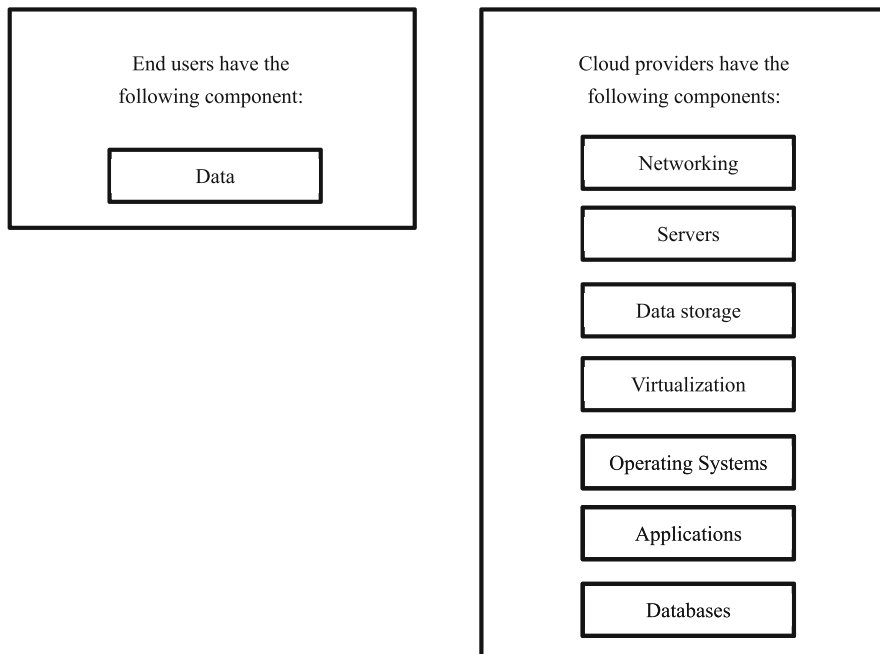 End users have the
following component:
Data
Cloud providers have the
following components:
Networking
Servers
Data storage
Virtualization
Operating Systems
Applications
Databases